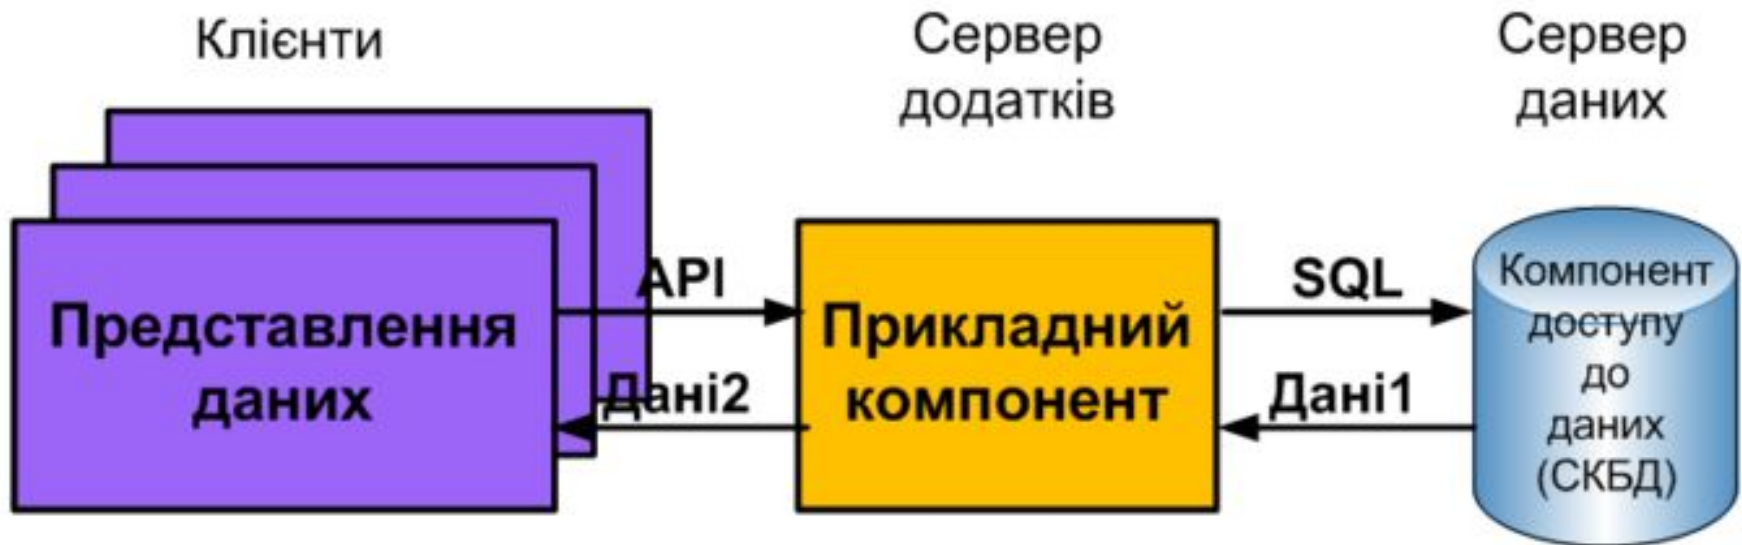 Клієнти
Сервер
додатків
Сервер
даних
Представлення
даних
API
Дані2
Прикладний
компонент
SQL
Дані1
Компонент
доступу
до
даних
(СКБД)